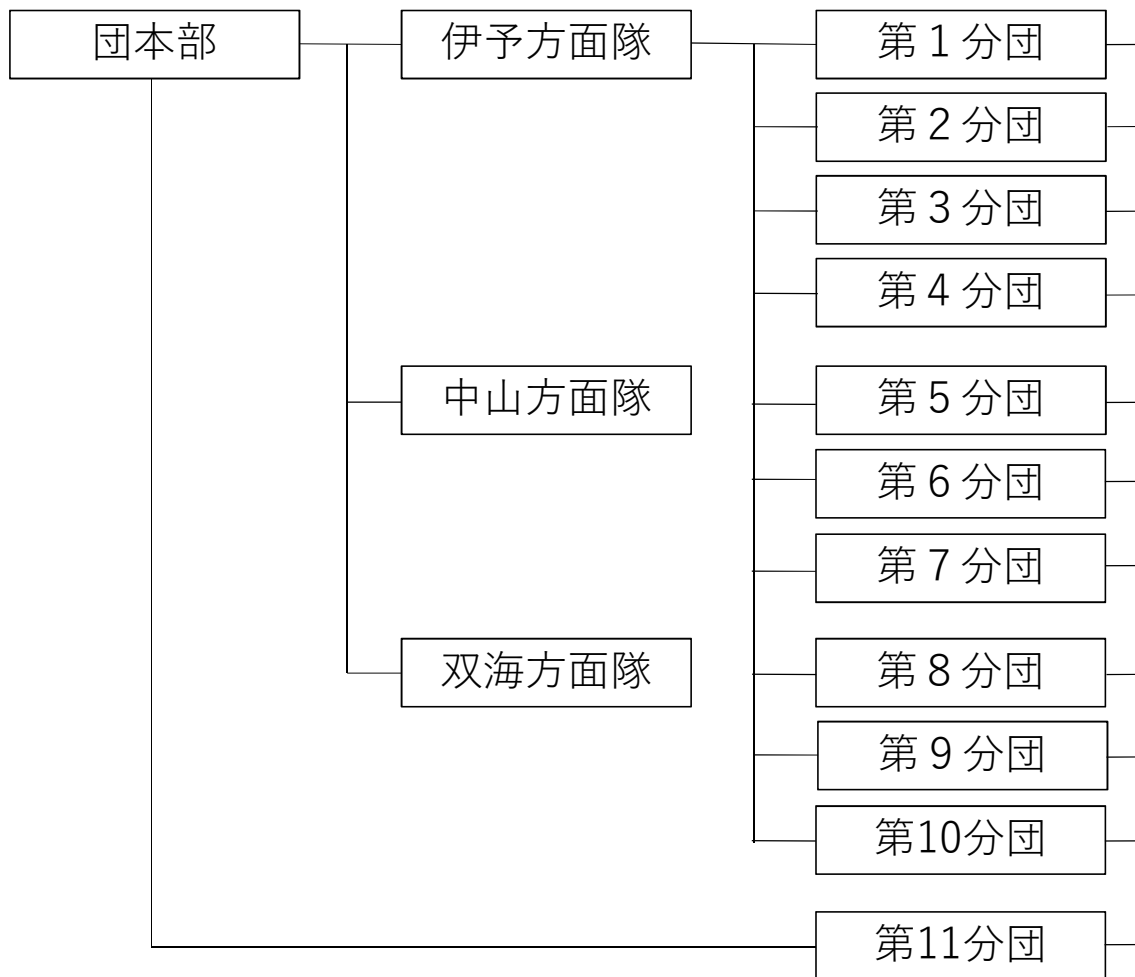 団本部
伊予方面隊
第１分団
第２分団
第３分団
第４分団
中山方面隊
第５分団
第６分団
第７分団
双海方面隊
第８分団
第９分団
第10分団
第11分団